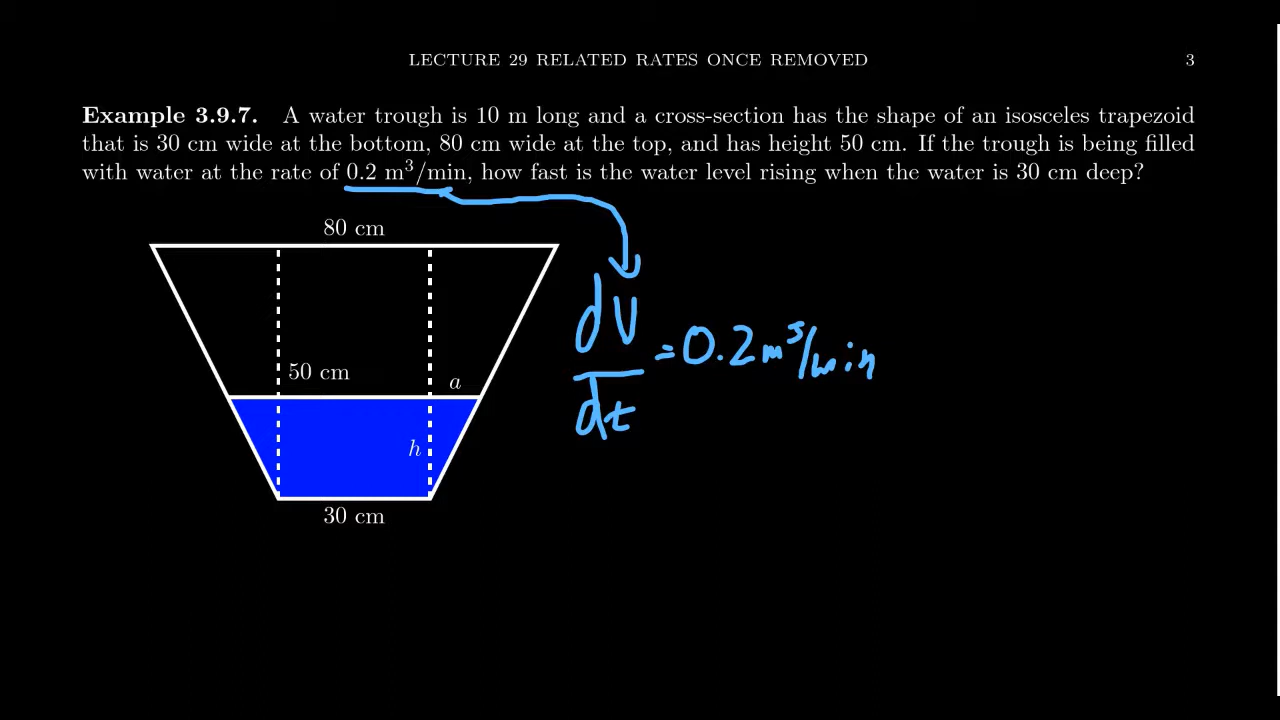 LECTURE 29 RELATED RATES ONCE REMOVED 3
Example 3.9.7. A water trough is 10 m long and a cross-section has the shape of an isosceles trapezoid
that is 30 cm wide at the bottom, 80 cm wide at the top, and has height 50 cm. If the trough is being filled
with water at the rate of 0.2 m³/min, how fast is the water level rising when the water is 30 cm deep?
80 cm
50 cm
a
h
30 cm
dV
dt
= 0.2 m³/min